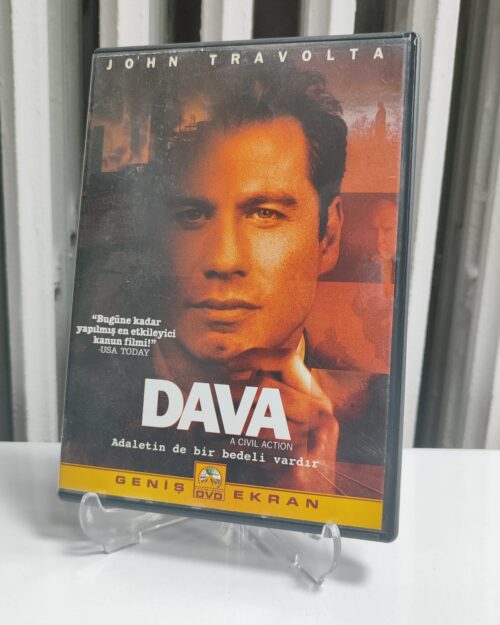 JOHN TRAVOLTA
"Bugüne kadar
yapılmış en etkileyici
kanun filmi!"
-USA TODAY
DAVA
A CIVIL ACTION
Adaletin de bir bedeli vardır
GENİŞ DVD EKRAN